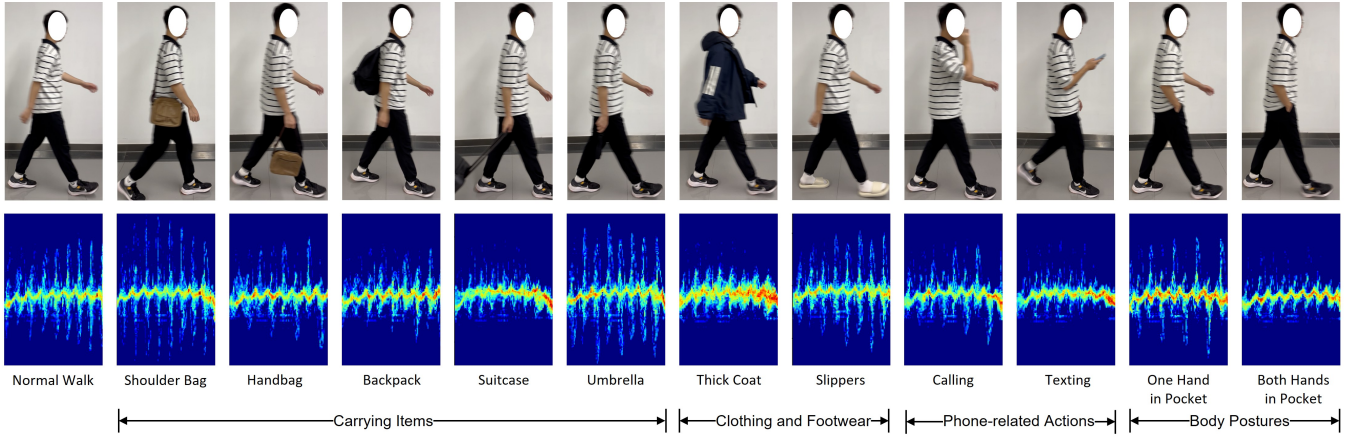 Normal Walk
Shoulder Bag
Handbag
Backpack
Suitcase
Umbrella
Thick Coat
Slippers
Calling
Texting
One Hand
in Pocket
Both Hands
in Pocket
Carrying Items
Clothing and Footwear
Phone-related Actions
Body Postures